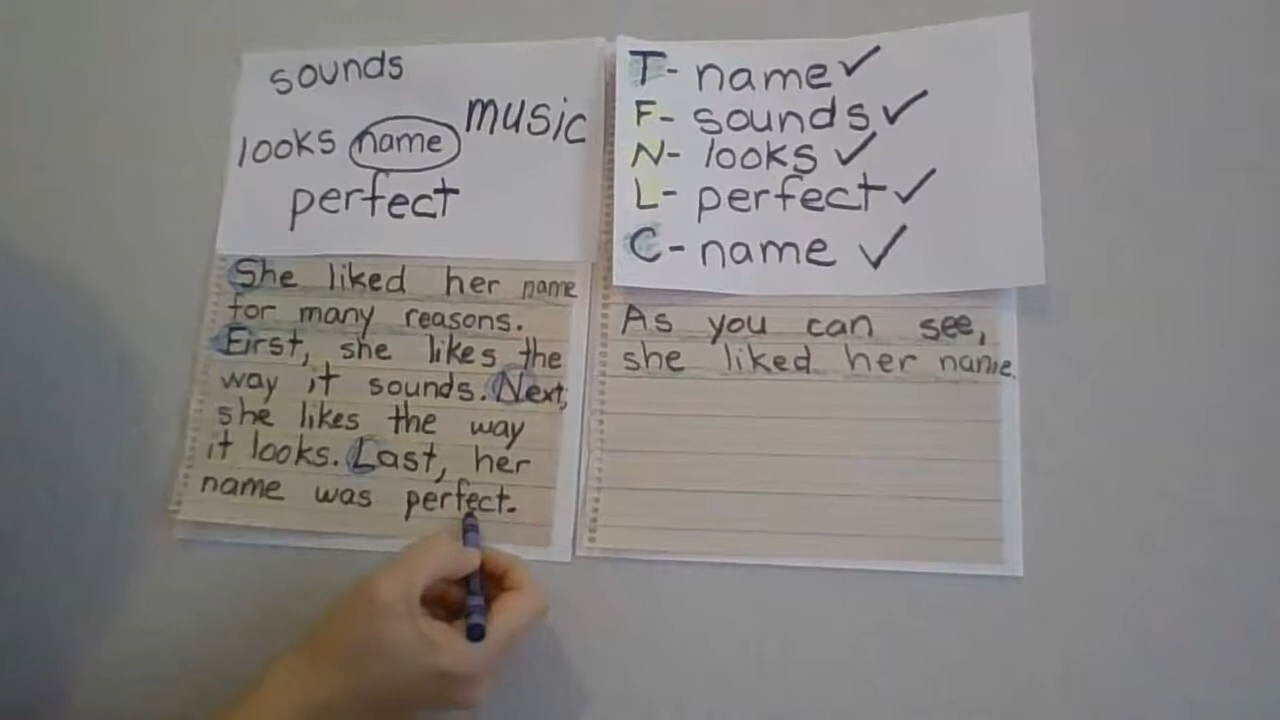 sounds
music
looks name
perfect
She liked her name
for many reasons.
First, she likes the
way it sounds. Next,
she likes the way
it looks. Last, her
name was perfect.
T- name ✓
F- sounds ✓
N- looks ✓
L- perfect ✓
C- name ✓
As you can see,
she liked her name.